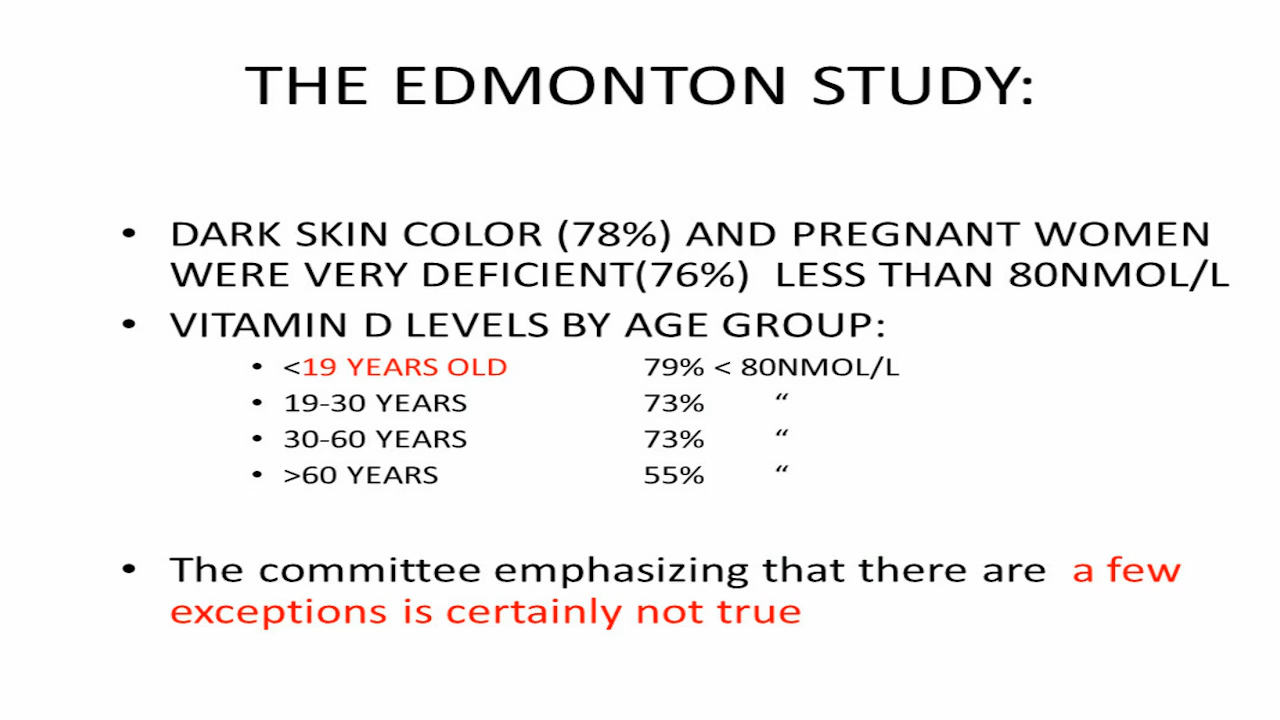 THE EDMONTON STUDY:
• DARK SKIN COLOR (78%) AND PREGNANT WOMEN
WERE VERY DEFICIENT(76%) LESS THAN 80NMOL/L
• VITAMIN D LEVELS BY AGE GROUP:
• <19 YEARS OLD 79% < 80NMOL/L
• 19-30 YEARS 73% “
• 30-60 YEARS 73% “
• >60 YEARS 55% “
• The committee emphasizing that there are a few
exceptions is certainly not true